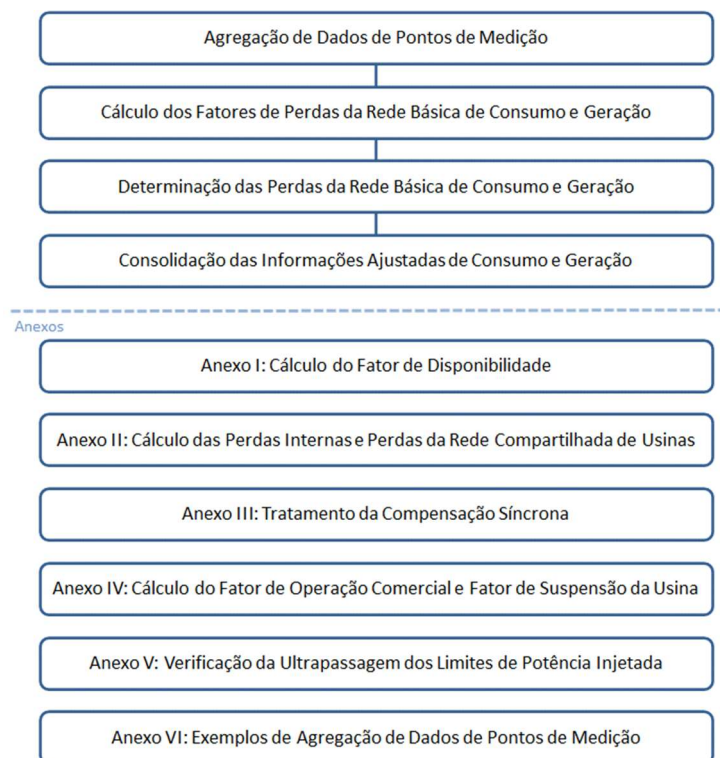 Agregação de Dados de Pontos de Medição
Cálculo dos Fatores de Perdas da Rede Básica de Consumo e Geração
Determinação das Perdas da Rede Básica de Consumo e Geração
Consolidação das Informações Ajustadas de Consumo e Geração
Anexos
Anexo I: Cálculo do Fator de Disponibilidade
Anexo II: Cálculo das Perdas Internas e Perdas da Rede Compartilhada de Usinas
Anexo III: Tratamento da Compensação Síncrona
Anexo IV: Cálculo do Fator de Operação Comercial e Fator de Suspensão da Usina
Anexo V: Verificação da Ultrapassagem dos Limites de Potência Injetada
Anexo VI: Exemplos de Agregação de Dados de Pontos de Medição